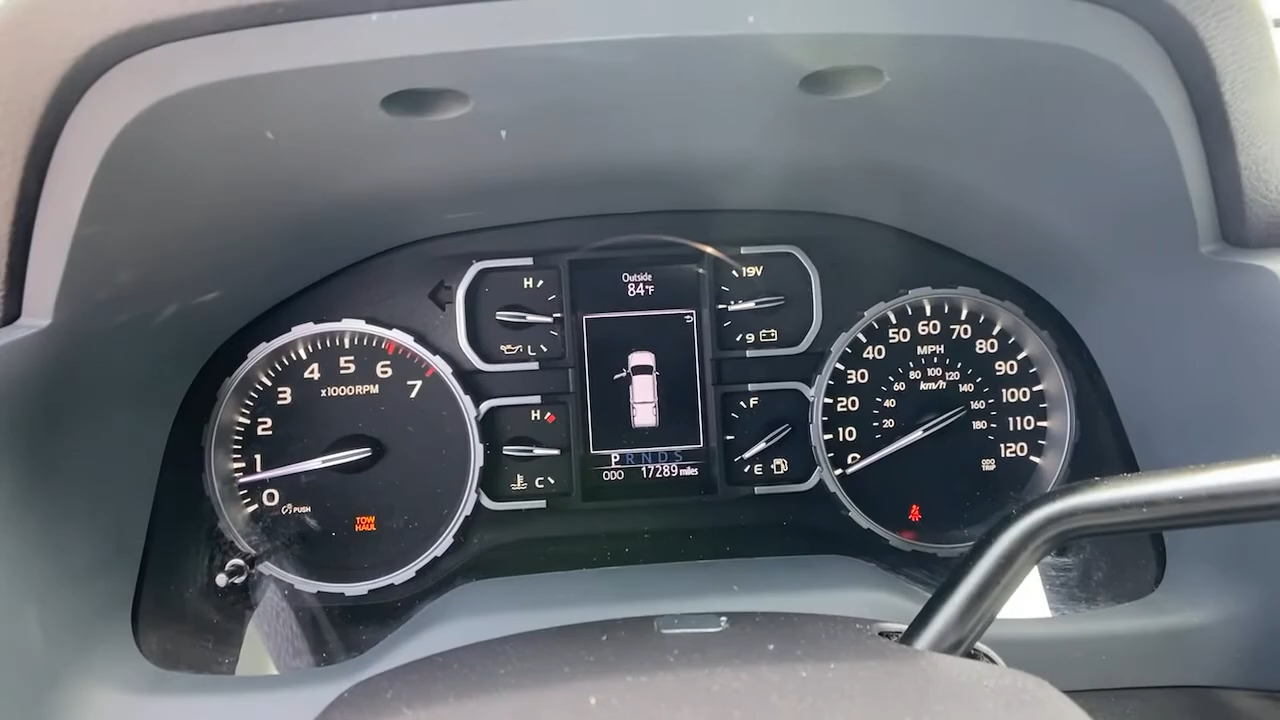 Outside
84°F
H
L
H
C
19V
9
F
E
P R N D S
ODO 17289 miles
0
1
2
3
4
5
6
7
x1000RPM
PUSH
TOW
HAUL
0
10
20
30
40
50
60
70
80
90
100
110
120
MPH
20
40
60
80
100
120
140
160
180
km/h
ODO
TRIP